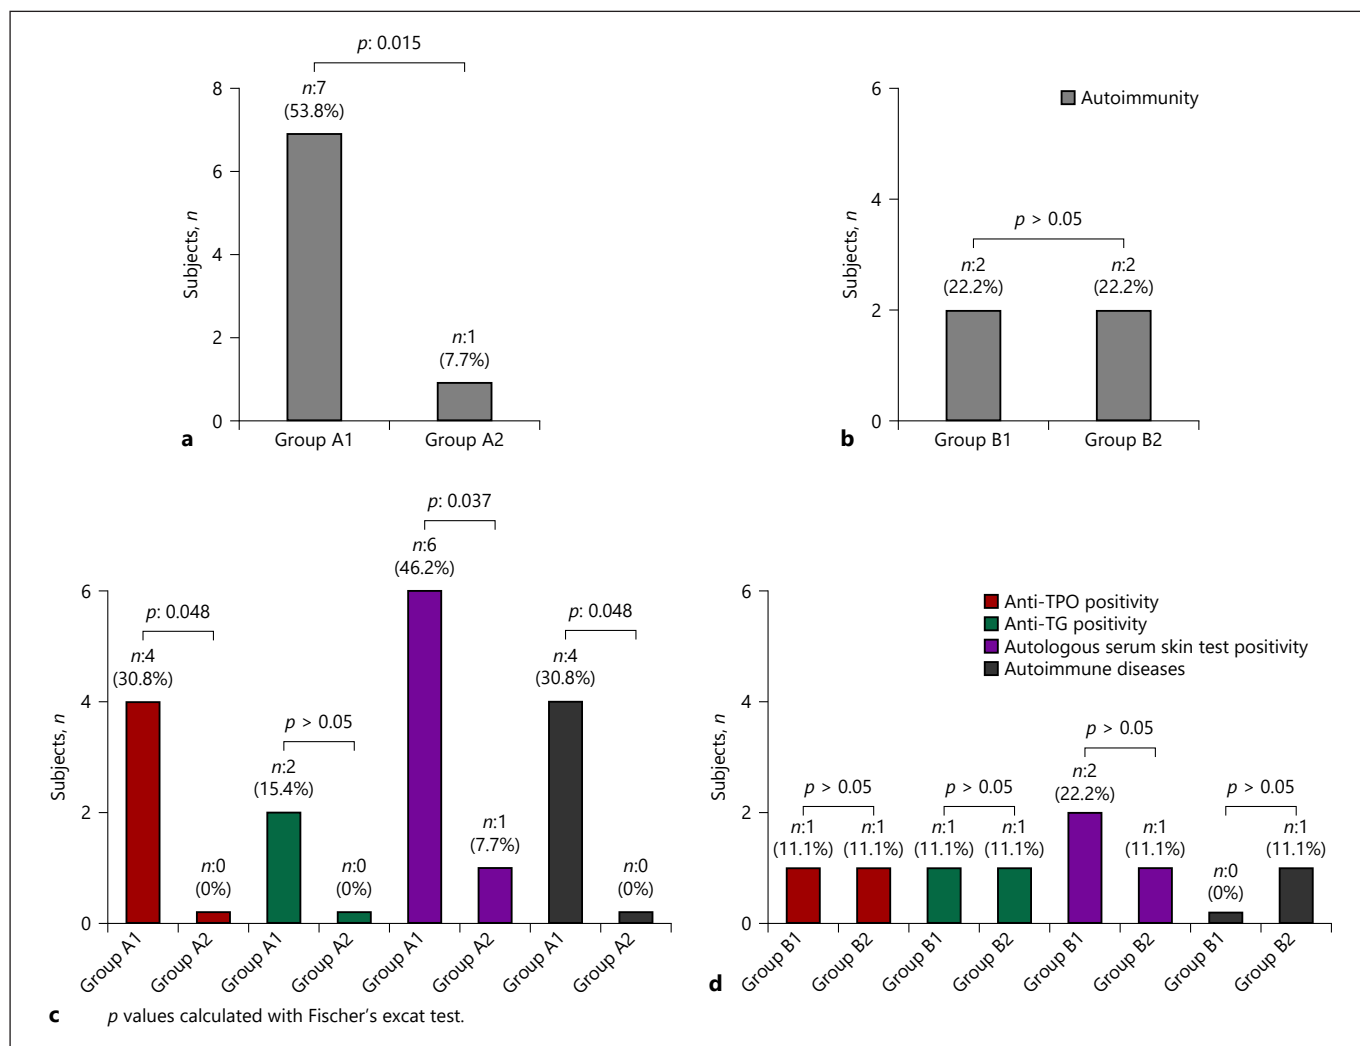 p: 0.015
n:7
(53.8%)
n:1
(7.7%)
8
6
4
2
0
Subjects, n
Group A1
Group A2
a
Autoimmunity
p > 0.05
n:2
(22.2%)
n:2
(22.2%)
6
4
2
0
Subjects, n
Group B1
Group B2
b
p: 0.037
n:6
(46.2%)
p: 0.048
n:4
(30.8%)
p: 0.048
n:4
(30.8%)
p > 0.05
n:2
(15.4%)
n:1
(7.7%)
n:0
(0%)
n:0
(0%)
n:0
(0%)
6
4
2
0
Subjects, n
Group A1
Group A2
Group A1
Group A2
Group A1
Group A2
Group A1
Group A2
c
p values calculated with Fischer's excat test.
Anti-TPO positivity
Anti-TG positivity
Autologous serum skin test positivity
Autoimmune diseases
p > 0.05
n:2
(22.2%)
p > 0.05
p > 0.05
p > 0.05
n:1
(11.1%)
n:1
(11.1%)
n:1
(11.1%)
n:1
(11.1%)
n:1
(11.1%)
n:0
(0%)
n:1
(11.1%)
6
4
2
0
Subjects, n
Group B1
Group B2
Group B1
Group B2
Group B1
Group B2
Group B1
Group B2
d